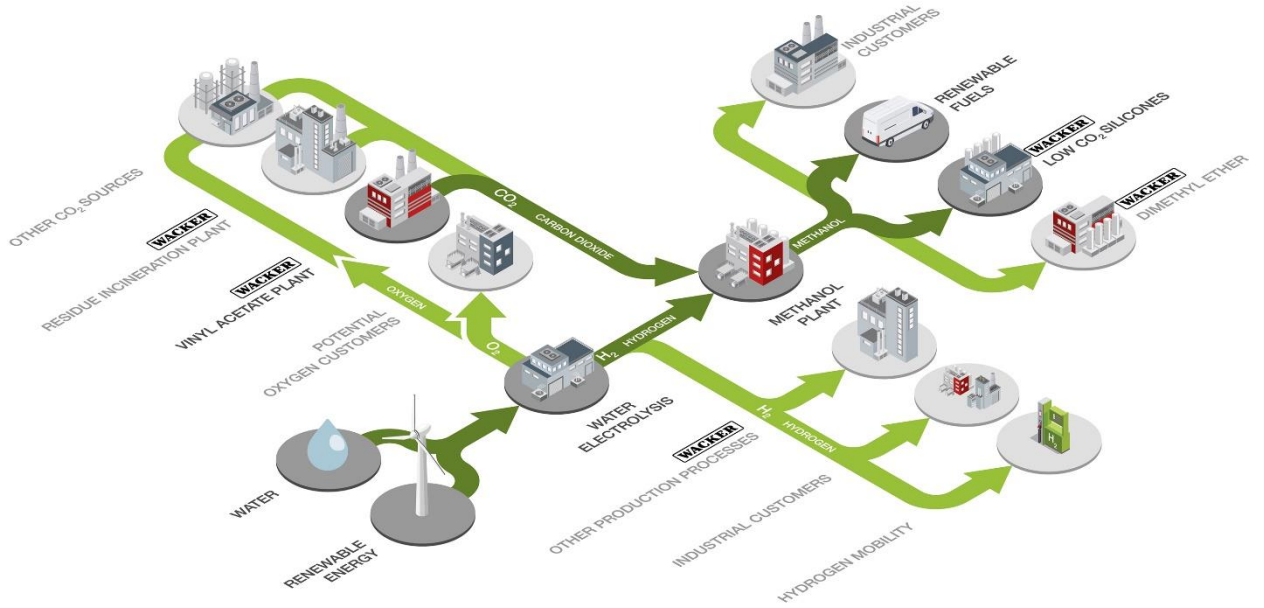 INDUSTRIAL
CUSTOMERS
RENEWABLE
FUELS
WACKER
LOW CO₂ SILICONES
WACKER
DIMETHYL ETHER
OTHER CO₂ SOURCES
WACKER
RESIDUE INCINERATION PLANT
WACKER
VINYL ACETATE PLANT
POTENTIAL
OXYGEN CUSTOMERS
CO₂ CARBON DIOXIDE
METHANOL
METHANOL
PLANT
OXYGEN
O₂
H₂ HYDROGEN
WATER
ELECTROLYSIS
H₂ HYDROGEN
H₂
WATER
RENEWABLE
ENERGY
WACKER
OTHER PRODUCTION PROCESSES
INDUSTRIAL CUSTOMERS
HYDROGEN MOBILITY